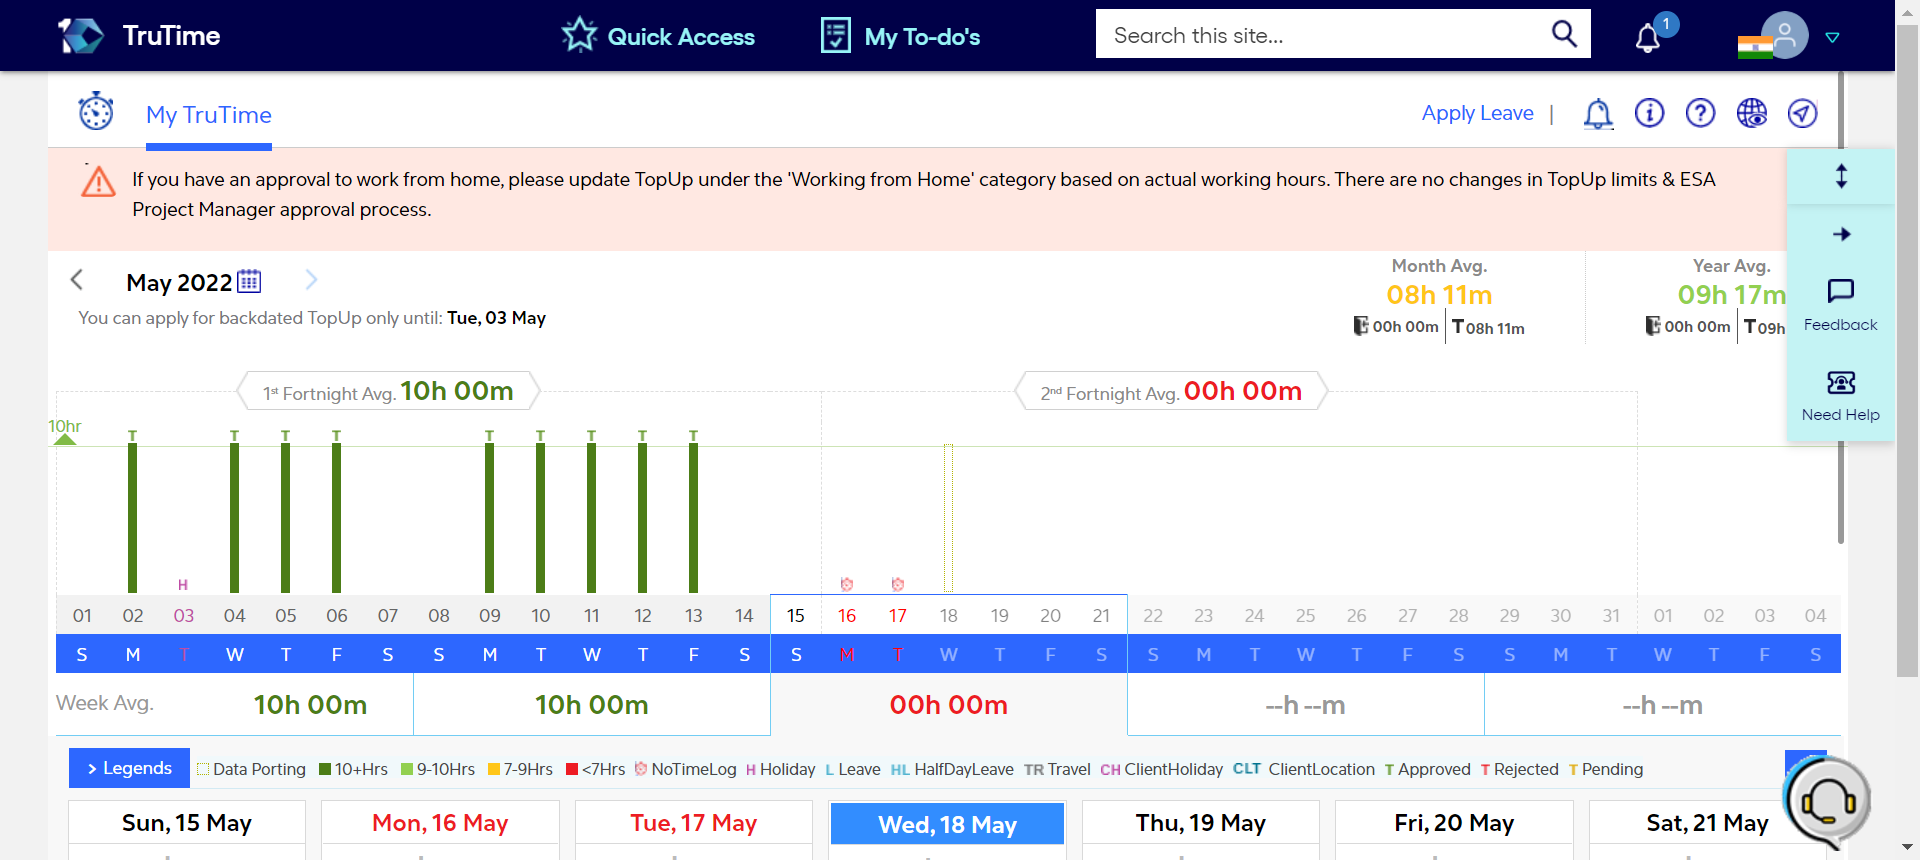 TruTime
Quick Access
My To-do's
Search this site...
1
My TruTime
Apply Leave |
If you have an approval to work from home, please update TopUp under the 'Working from Home' category based on actual working hours. There are no changes in TopUp limits & ESA
Project Manager approval process.
May 2022
You can apply for backdated TopUp only until: Tue, 03 May
Month Avg.
08h 11m
00h 00m T 08h 11m
Year Avg.
09h 17m
00h 00m T 09h
Feedback
Need Help
1st Fortnight Avg. 10h 00m
2nd Fortnight Avg. 00h 00m
10hr
T T T T T T T T T
H
01 02 03 04 05 06 07 08 09 10 11 12 13 14 15 16 17 18 19 20 21 22 23 24 25 26 27 28 29 30 31 01 02 03 04
S M T W T F S S M T W T F S S M T W T F S S M T W T F S S M T W T F S
Week Avg. 10h 00m 10h 00m 00h 00m --h --m --h --m
> Legends Data Porting 10+Hrs 9-10Hrs 7-9Hrs <7Hrs NoTimeLog H Holiday L Leave HL HalfDayLeave TR Travel CH ClientHoliday CLT ClientLocation T Approved T Rejected T Pending
Sun, 15 May Mon, 16 May Tue, 17 May Wed, 18 May Thu, 19 May Fri, 20 May Sat, 21 May